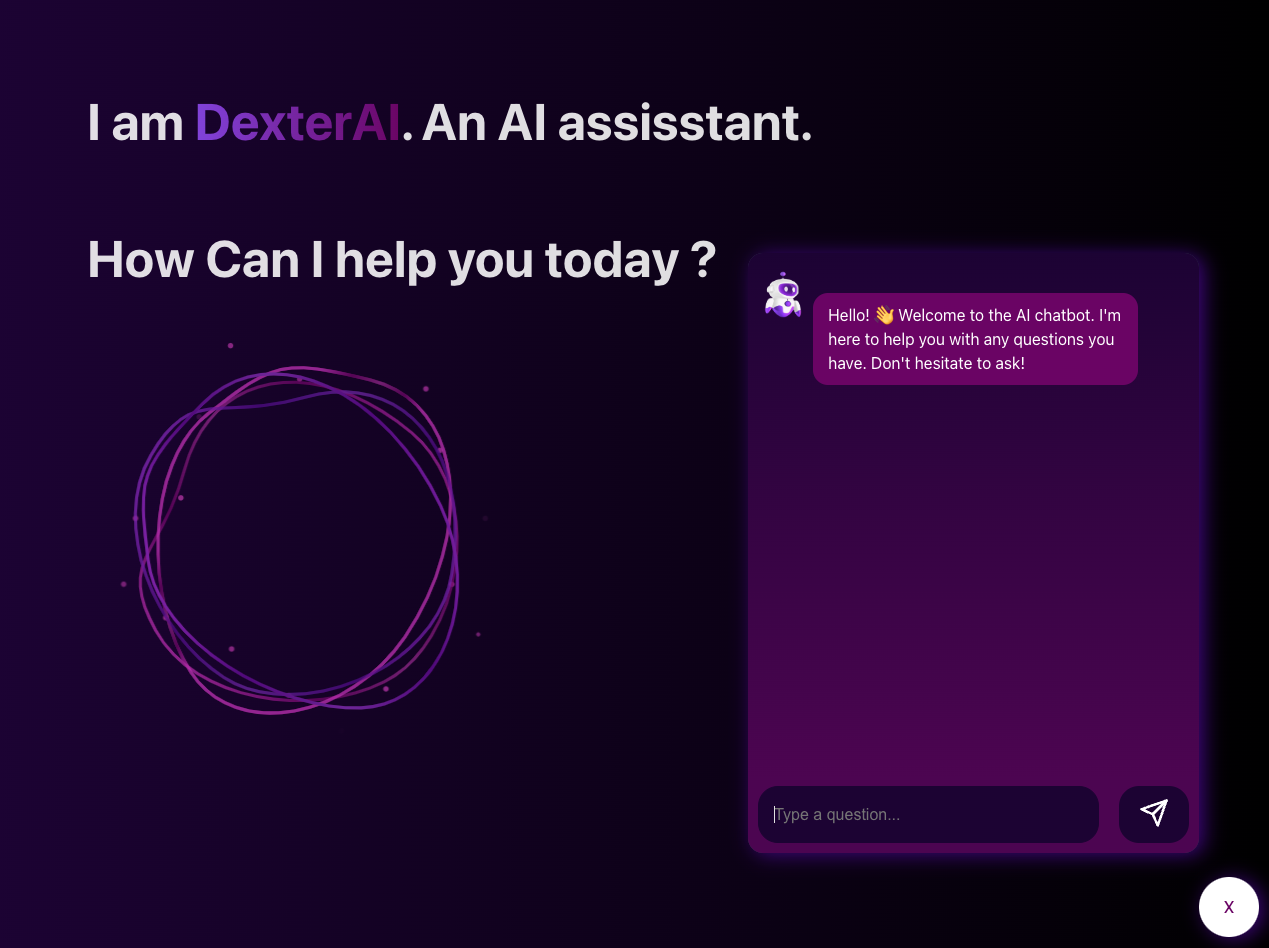 I am DexterAI. An AI assisstant.
How Can I help you today ?
Hello! 👋 Welcome to the AI chatbot. I'm
here to help you with any questions you
have. Don't hesitate to ask!
Type a question...
X